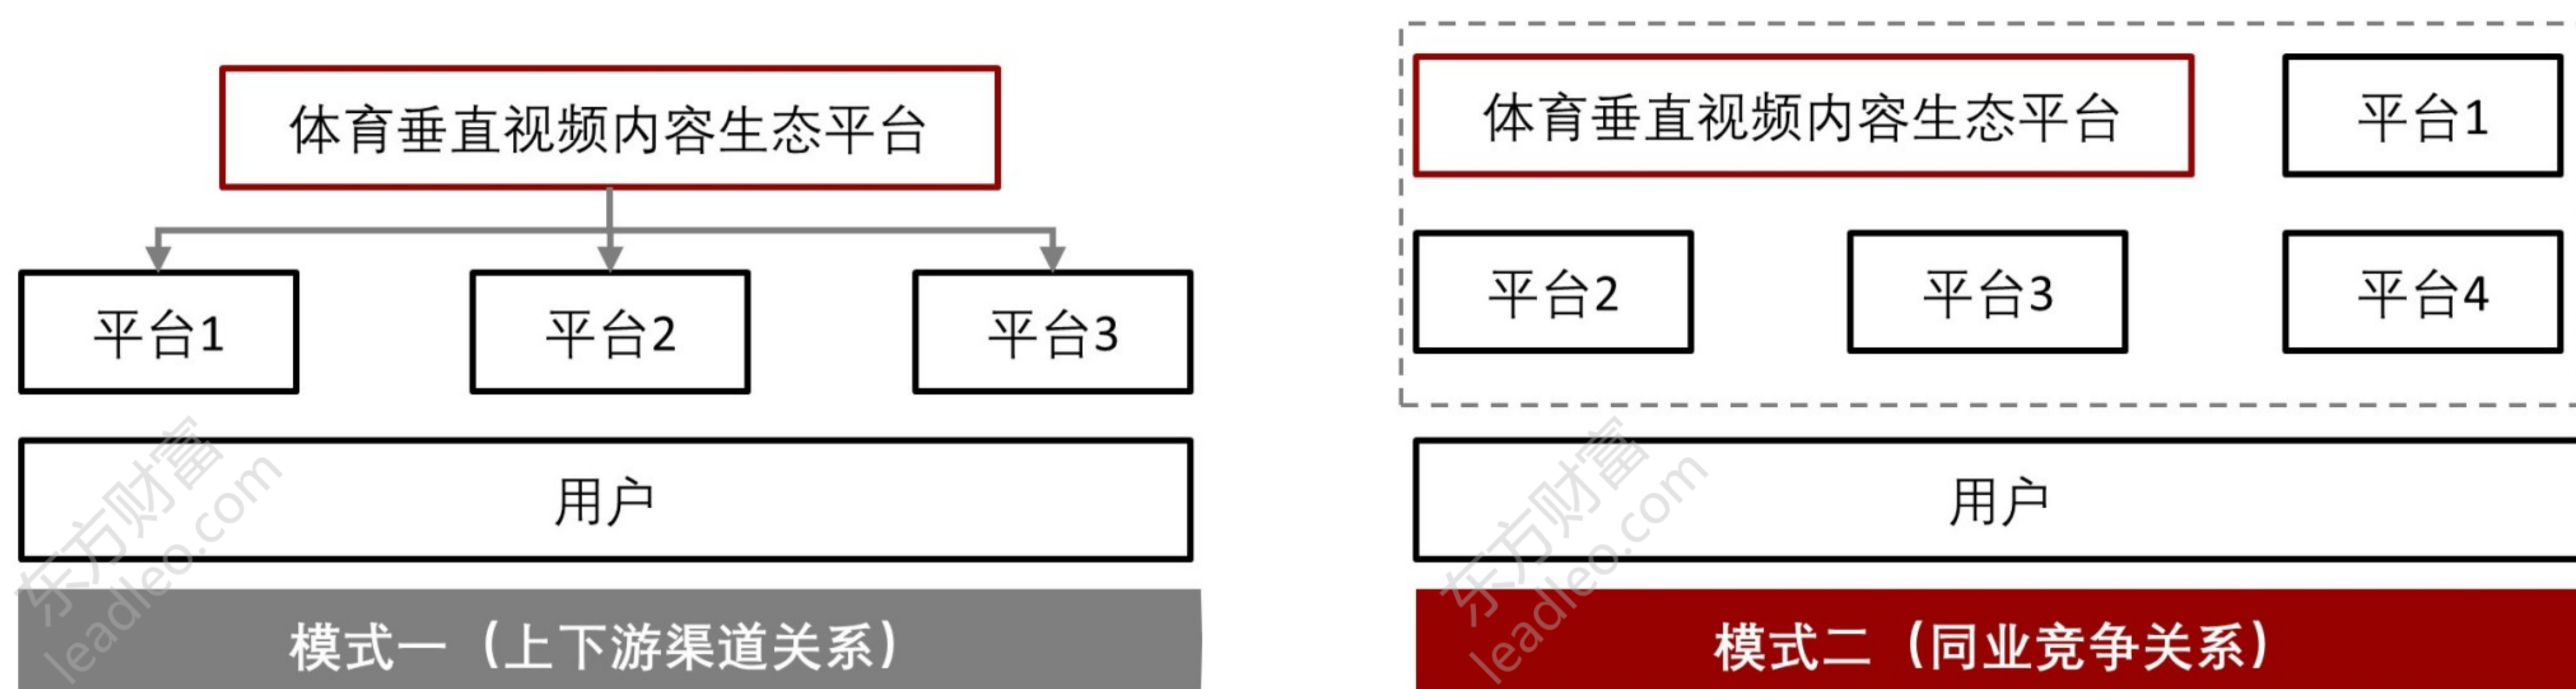 体育垂直视频内容生态平台
平台1
平台2
平台3
用户
模式一（上下游渠道关系）
体育垂直视频内容生态平台
平台1
平台2
平台3
平台4
用户
模式二（同业竞争关系）
东方财富
leadleo.com
东方财富
leadleo.com